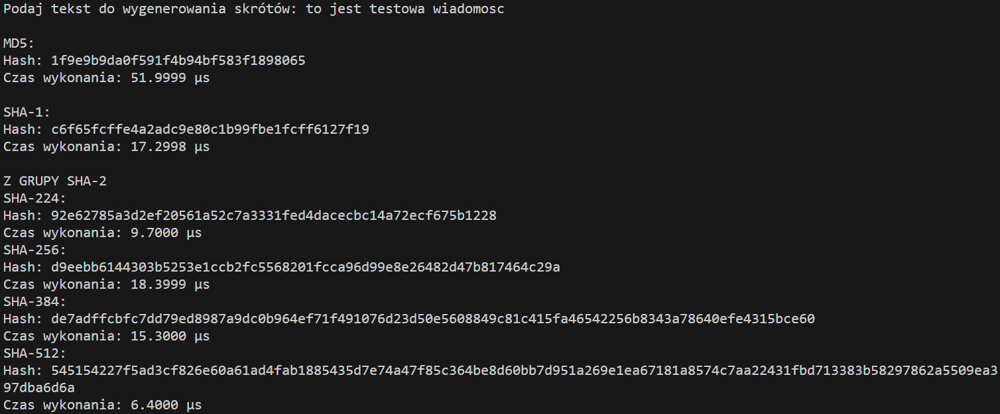 Podaj tekst do wygenerowania skrótów: to jest testowa wiadomosc
MD5:
Hash: 1f9e9b9da0f591f4b94bf583f1898065
Czas wykonania: 51.9999 µs
SHA-1:
Hash: c6f65fcffe4a2adc9e80c1b99fbe1fcff6127f19
Czas wykonania: 17.2998 µs
Z GRUPY SHA-2
SHA-224:
Hash: 92e62785a3d2ef20561a52c7a3331fed4dacecbc14a72ecf675b1228
Czas wykonania: 9.7000 µs
SHA-256:
Hash: d9eebb6144303b5253e1ccb2fc5568201fcca96d99e8e26482d47b817464c29a
Czas wykonania: 18.3999 µs
SHA-384:
Hash: de7adffcbfc7dd79ed8987a9dc0b964ef71f491076d23d50e5608849c81c415fa46542256b8343a78640efe4315bce60
Czas wykonania: 15.3000 µs
SHA-512:
Hash: 545154227f5ad3cf826e60a61ad4fab1885435d7e74a47f85c364be8d60bb7d951a269e1ea67181a8574c7aa22431fbd713383b58297862a5509ea3
97dba6d6a
Czas wykonania: 6.4000 µs